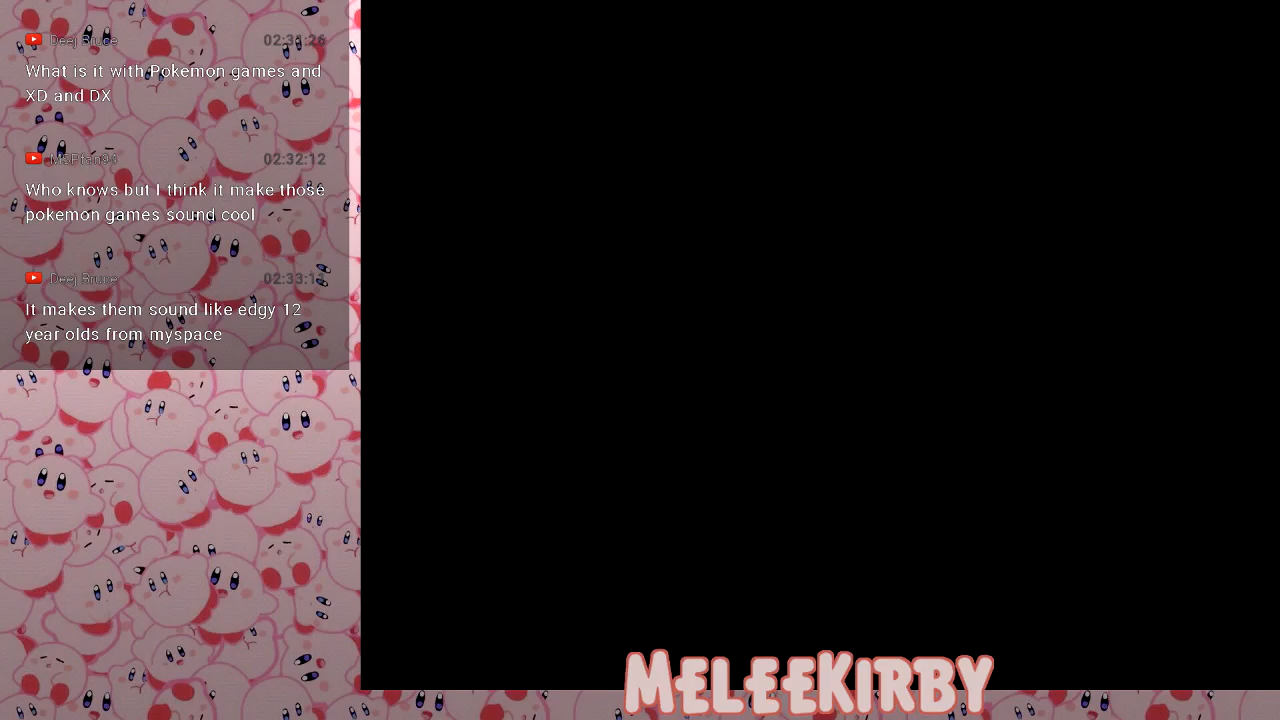 Deej Bruce 02:31:26
What is it with Pokemon games and
XD and DX
02:32:12
Who knows but I think it make those
pokemon games sound cool
Deej Bruce
It makes them sound like edgy 12
year olds from myspace
MELEEKIRBY